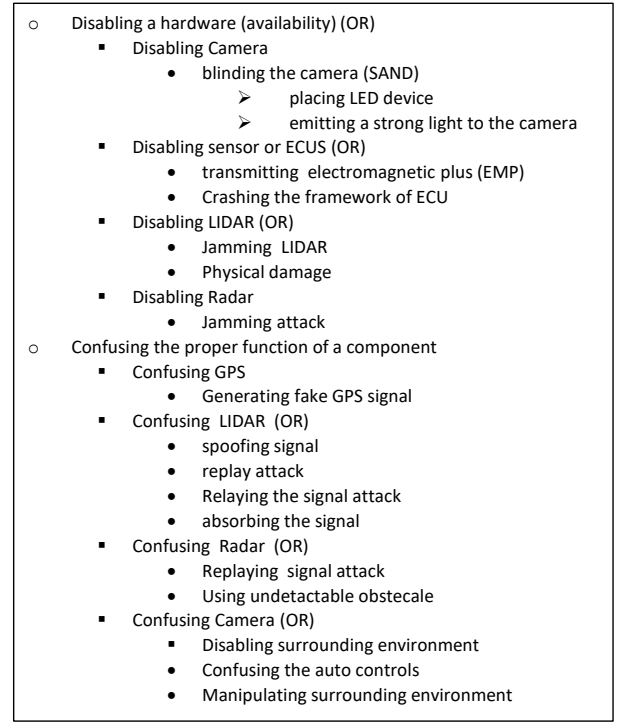 ○ Disabling a hardware (availability) (OR)
▪ Disabling Camera
• blinding the camera (SAND)
➢ placing LED device
➢ emitting a strong light to the camera
▪ Disabling sensor or ECUS (OR)
• transmitting electromagnetic plus (EMP)
• Crashing the framework of ECU
▪ Disabling LIDAR (OR)
• Jamming LIDAR
• Physical damage
▪ Disabling Radar
• Jamming attack
○ Confusing the proper function of a component
▪ Confusing GPS
• Generating fake GPS signal
▪ Confusing LIDAR (OR)
• spoofing signal
• replay attack
• Relaying the signal attack
• absorbing the signal
▪ Confusing Radar (OR)
• Replaying signal attack
• Using undetactable obstecale
▪ Confusing Camera (OR)
▪ Disabling surrounding environment
• Confusing the auto controls
• Manipulating surrounding environment